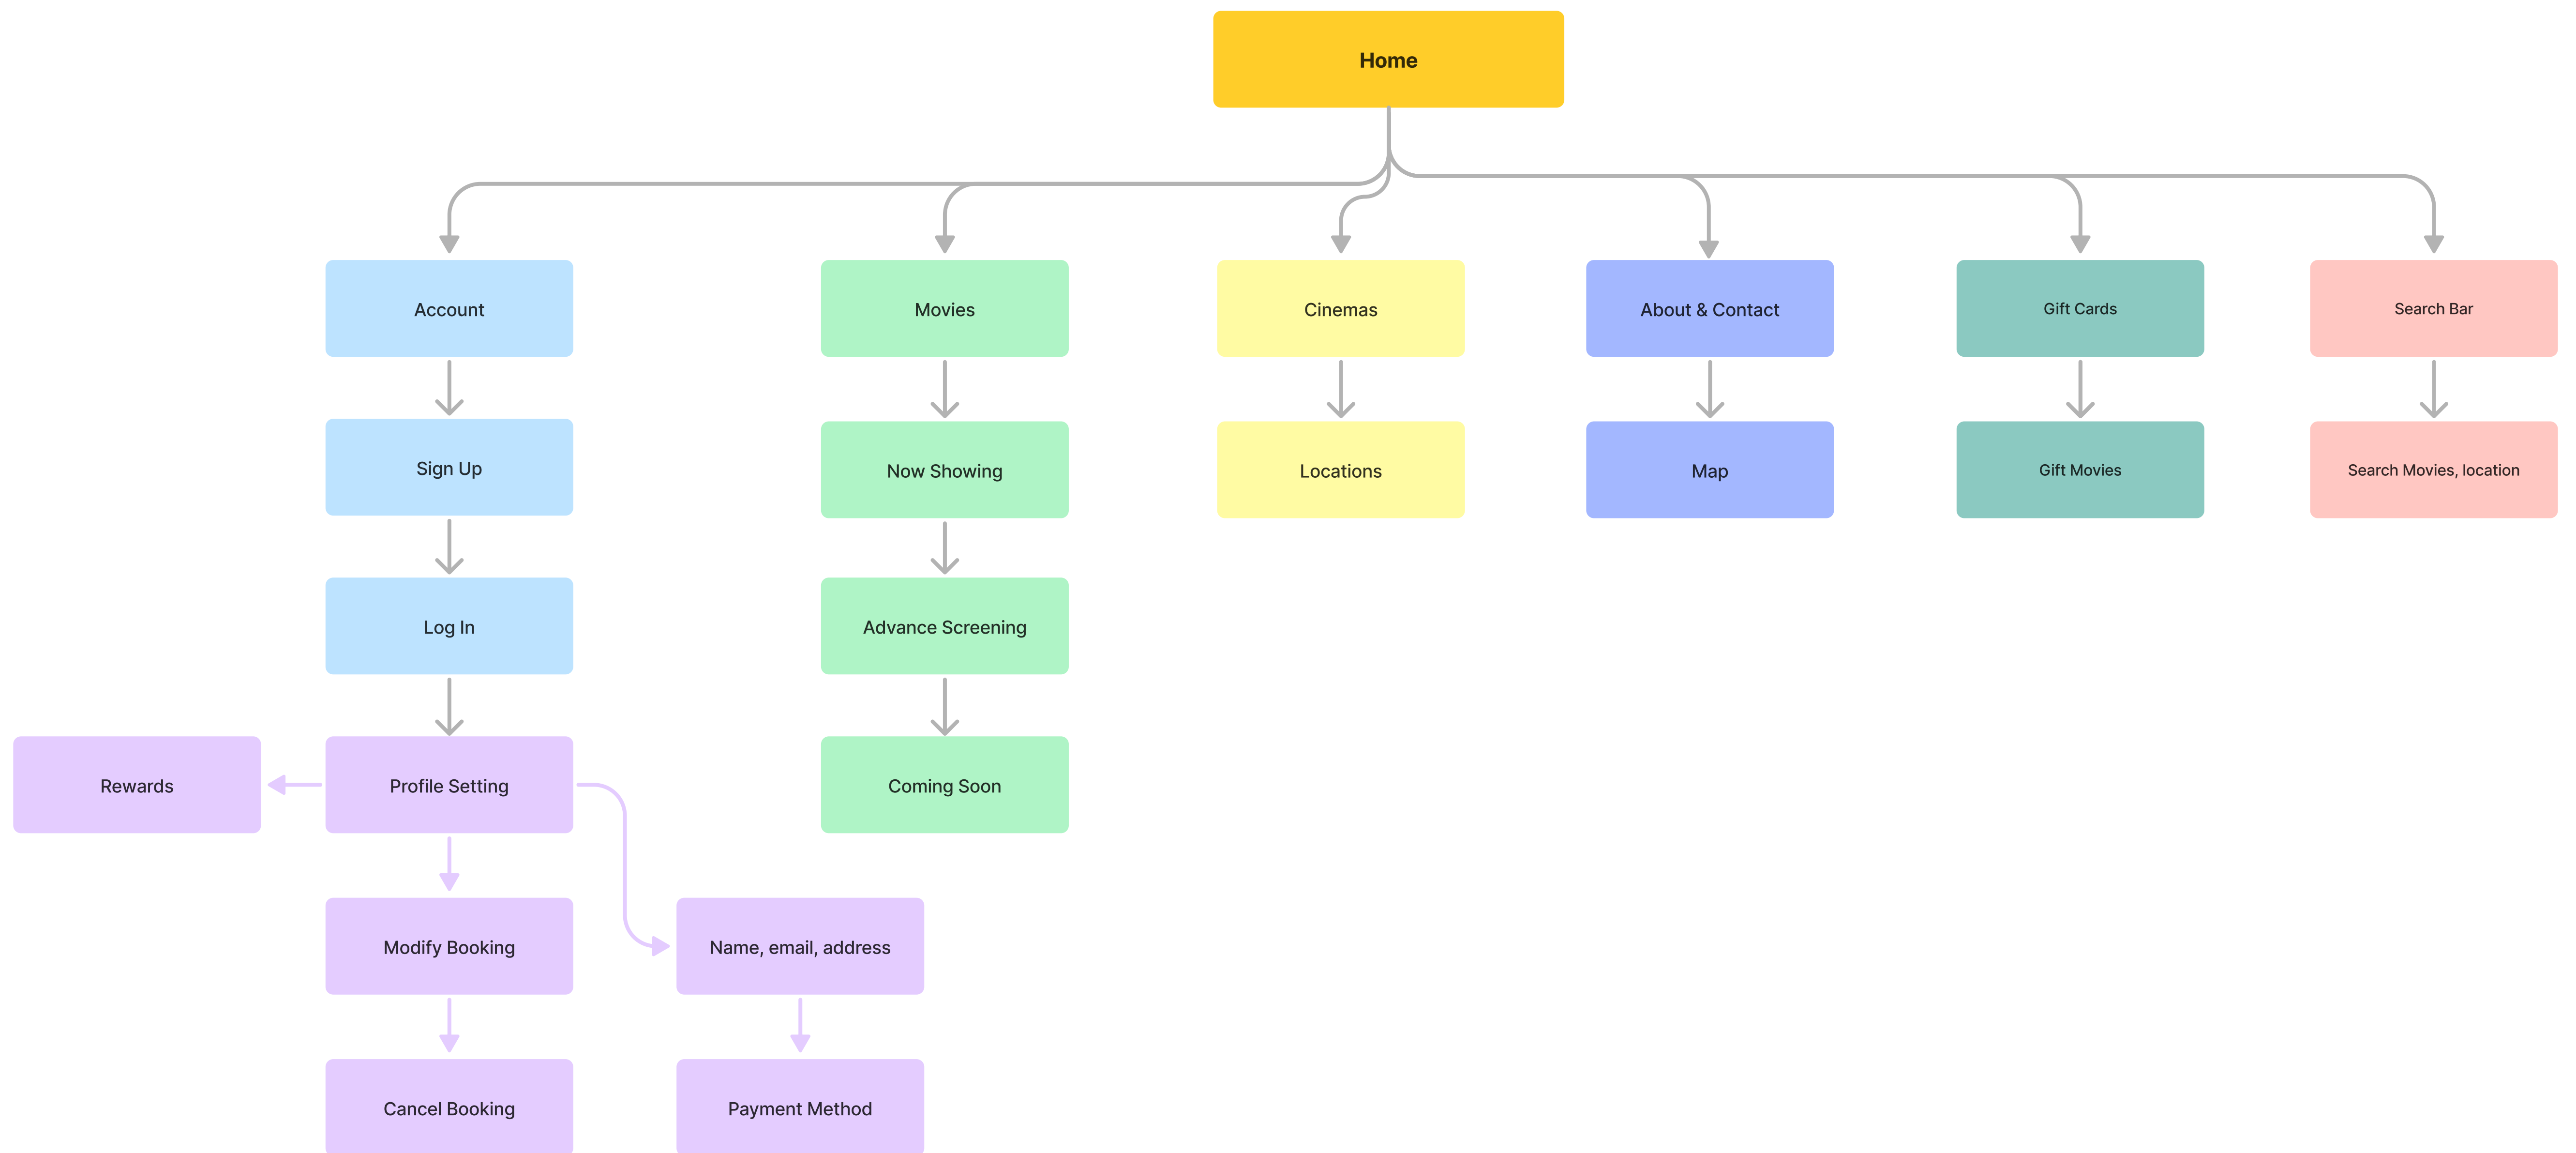 Home
Account
Movies
Cinemas
About & Contact
Gift Cards
Search Bar
Sign Up
Now Showing
Locations
Map
Gift Movies
Search Movies, location
Log In
Advance Screening
Rewards
Profile Setting
Coming Soon
Modify Booking
Name, email, address
Cancel Booking
Payment Method